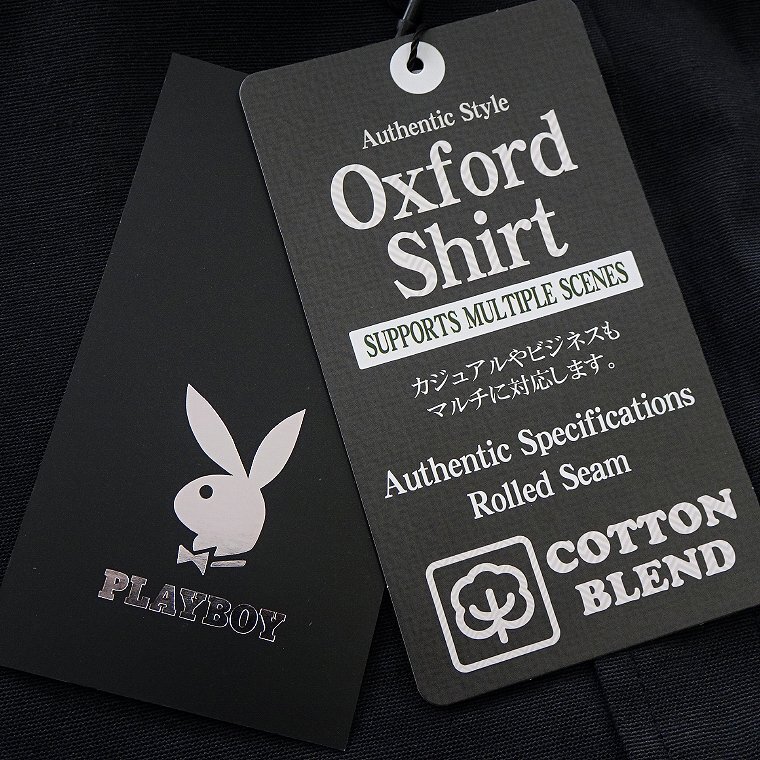 Authentic Style
Oxford
Shirt
SUPPORTS MULTIPLE SCENES
カジュアルやビジネスも
マルチに対応します。
Authentic Specifications
Rolled Seam
COTTON
BLEND
PLAYBOY